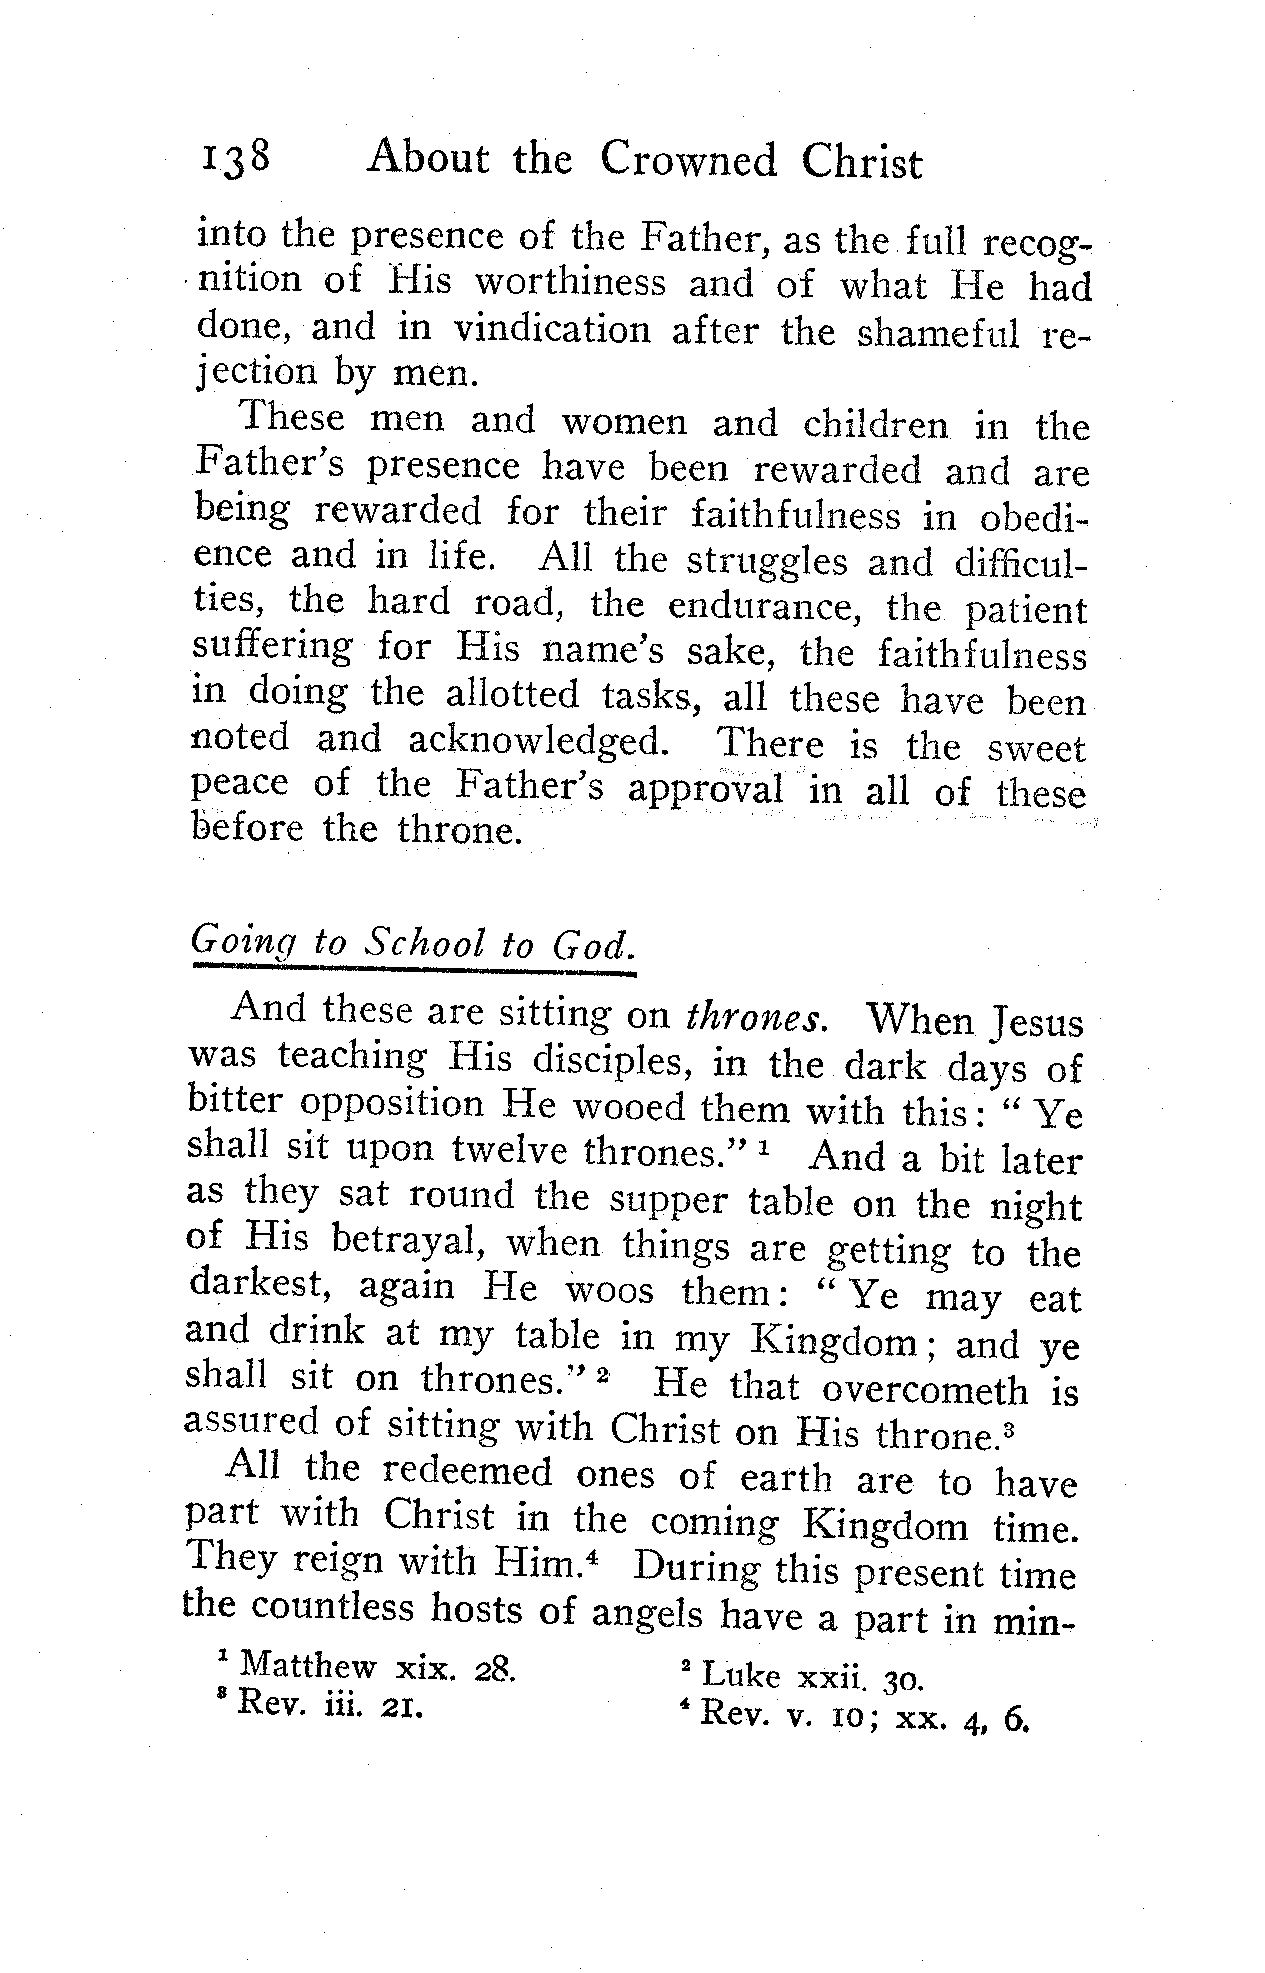 138 About the Crowned Christ
into the presence of the Father, as the full recog-
nition of His worthiness and of what He had
done, and in vindication after the shameful re-
jection by men.
These men and women and children in the
Father's presence have been rewarded and are
being rewarded for their faithfulness in obedi-
ence and in life. All the struggles and difficul-
ties, the hard road, the endurance, the patient
suffering for His name's sake, the faithfulness
in doing the allotted tasks, all these have been
noted and acknowledged. There is the sweet
peace of the Father's approval in all of these
before the throne.
Going to School to God.
And these are sitting on thrones. When Jesus
was teaching His disciples, in the dark days of
bitter opposition He wooed them with this: “Ye
shall sit upon twelve thrones.” ¹ And a bit later
as they sat round the supper table on the night
of His betrayal, when things are getting to the
darkest, again He woos them: “Ye may eat
and drink at my table in my Kingdom; and ye
shall sit on thrones.” ² He that overcometh is
assured of sitting with Christ on His throne.³
All the redeemed ones of earth are to have
part with Christ in the coming Kingdom time.
They reign with Him.⁴ During this present time
the countless hosts of angels have a part in min-
¹ Matthew xix. 28. ² Luke xxii. 30.
³ Rev. iii. 21. ⁴ Rev. v. 10; xx. 4, 6.